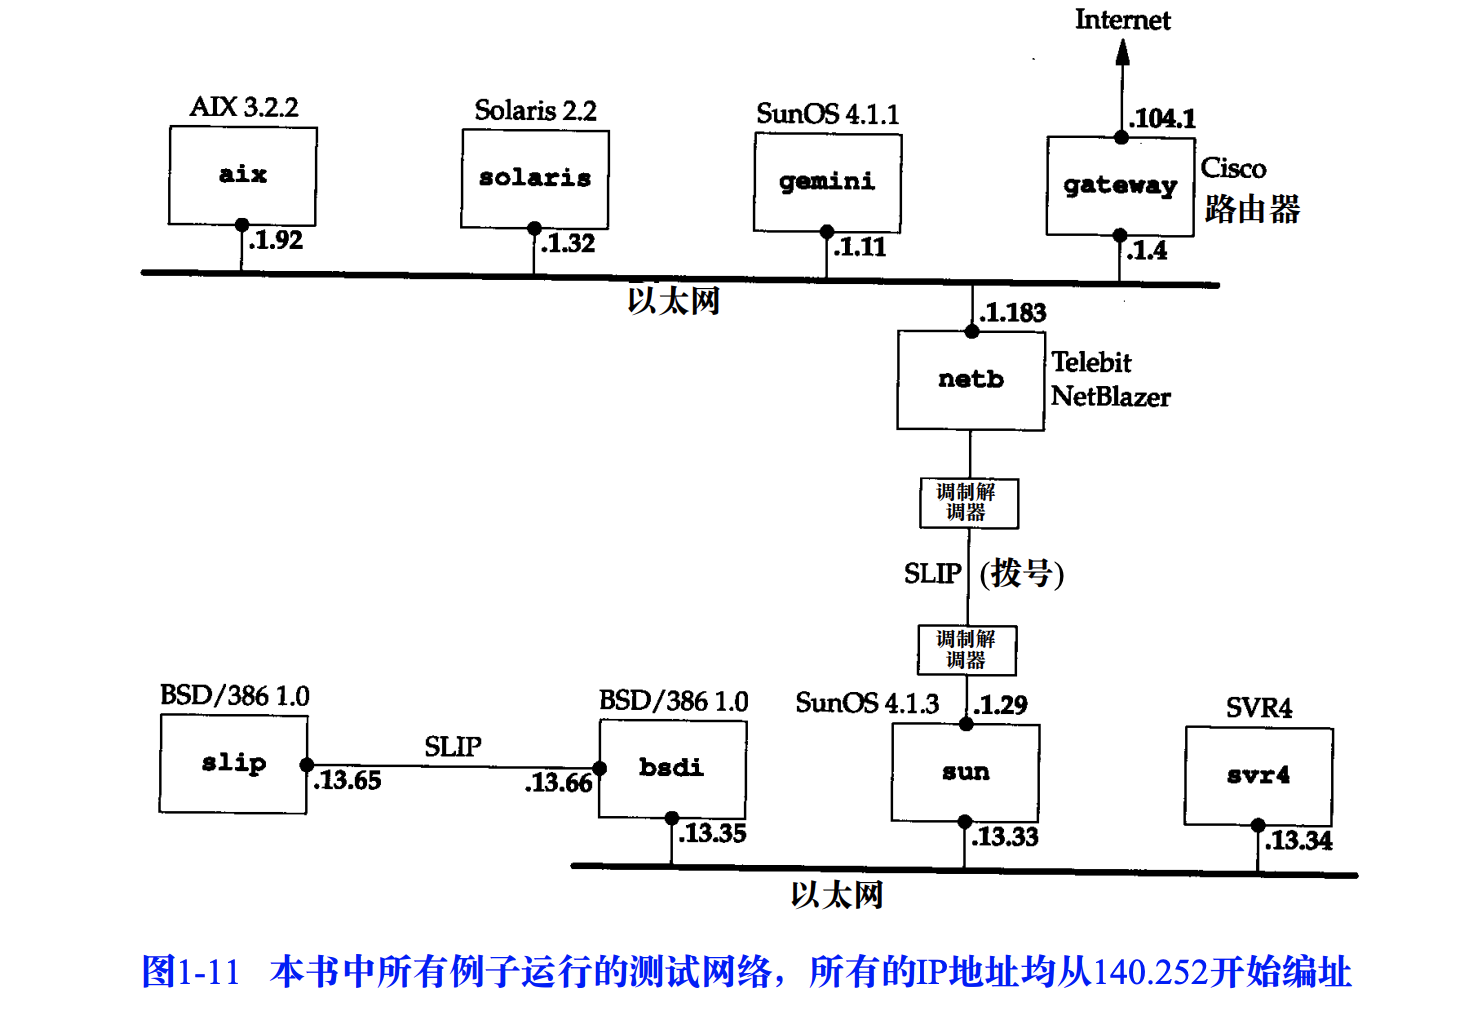 Internet
.104.1
AIX 3.2.2
Solaris 2.2
SunOS 4.1.1
aix
solaris
gemini
gateway
Cisco
路由器
.1.92
.1.32
.1.11
.1.4
以太网
.1.183
netb
Telebit
NetBlazer
调制解
调器
SLIP (拨号)
调制解
调器
BSD/386 1.0
BSD/386 1.0
SunOS 4.1.3
.1.29
SVR4
slip
SLIP
bsdi
sun
svr4
.13.65
.13.66
.13.35
.13.33
.13.34
以太网
图1-11 本书中所有例子运行的测试网络，所有的IP地址均从140.252开始编址